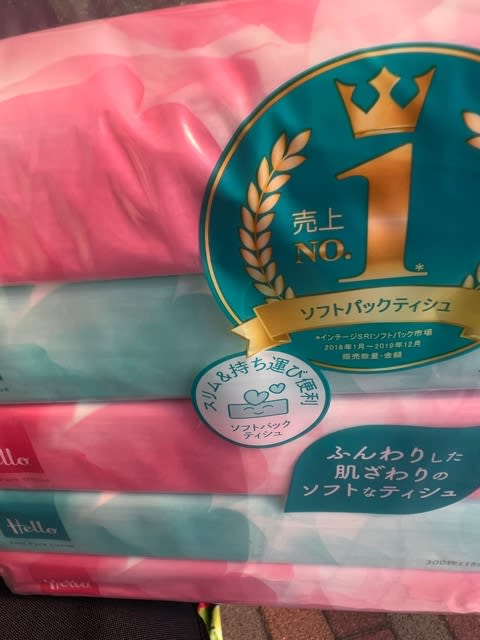 売上
NO.1*
ソフトパックティシュ
*インテージSRIソフトパック市場
2018年1月〜2019年12月
販売数量・金額
スリム&持ち運び便利
ソフトパック
ティシュ
ふんわりした
肌ざわりの
ソフトなティシュ
Hello